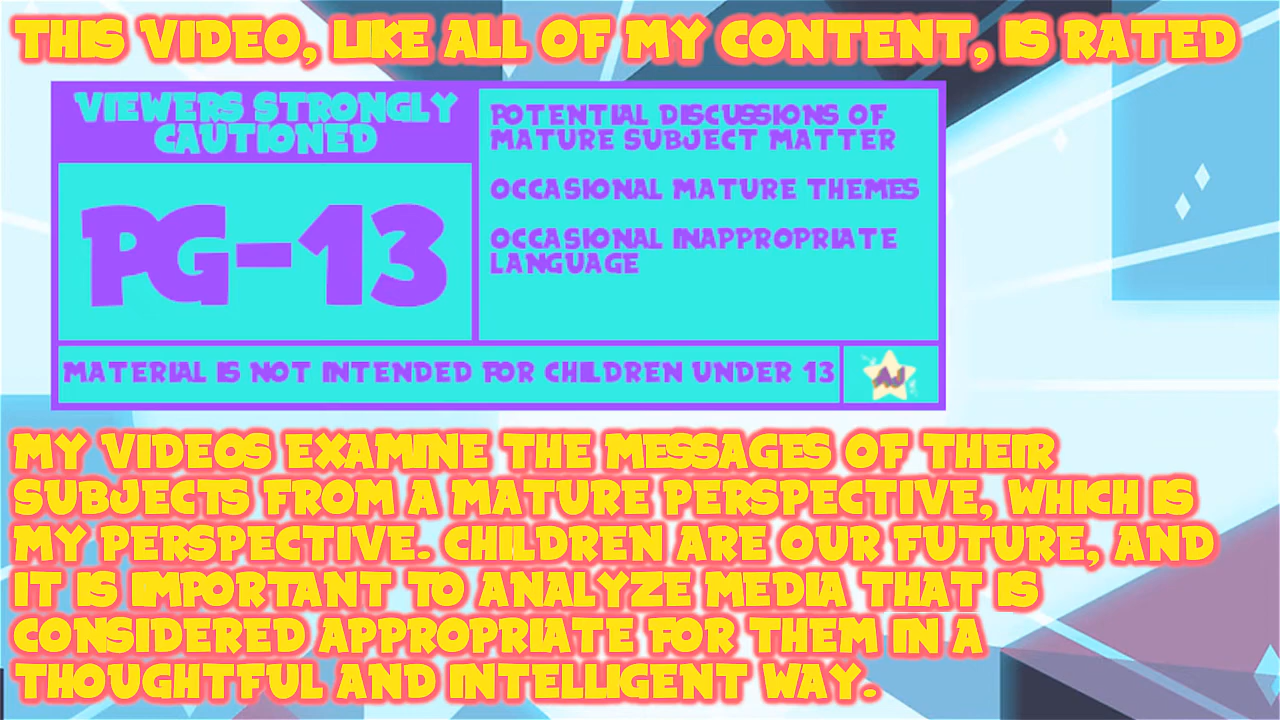 THIS VIDEO, LIKE ALL OF MY CONTENT, IS RATED
VIEWERS STRONGLY
CAUTIONED
PG-13
POTENTIAL DISCUSSIONS OF
MATURE SUBJECT MATTER
OCCASIONAL MATURE THEMES
OCCASIONAL INAPPROPRIATE
LANGUAGE
MATERIAL IS NOT INTENDED FOR CHILDREN UNDER 13
AJ
MY VIDEOS EXAMINE THE MESSAGES OF THEIR
SUBJECTS FROM A MATURE PERSPECTIVE, WHICH IS
MY PERSPECTIVE. CHILDREN ARE OUR FUTURE, AND
IT IS IMPORTANT TO ANALYZE MEDIA THAT IS
CONSIDERED APPROPRIATE FOR THEM IN A
THOUGHTFUL AND INTELLIGENT WAY.